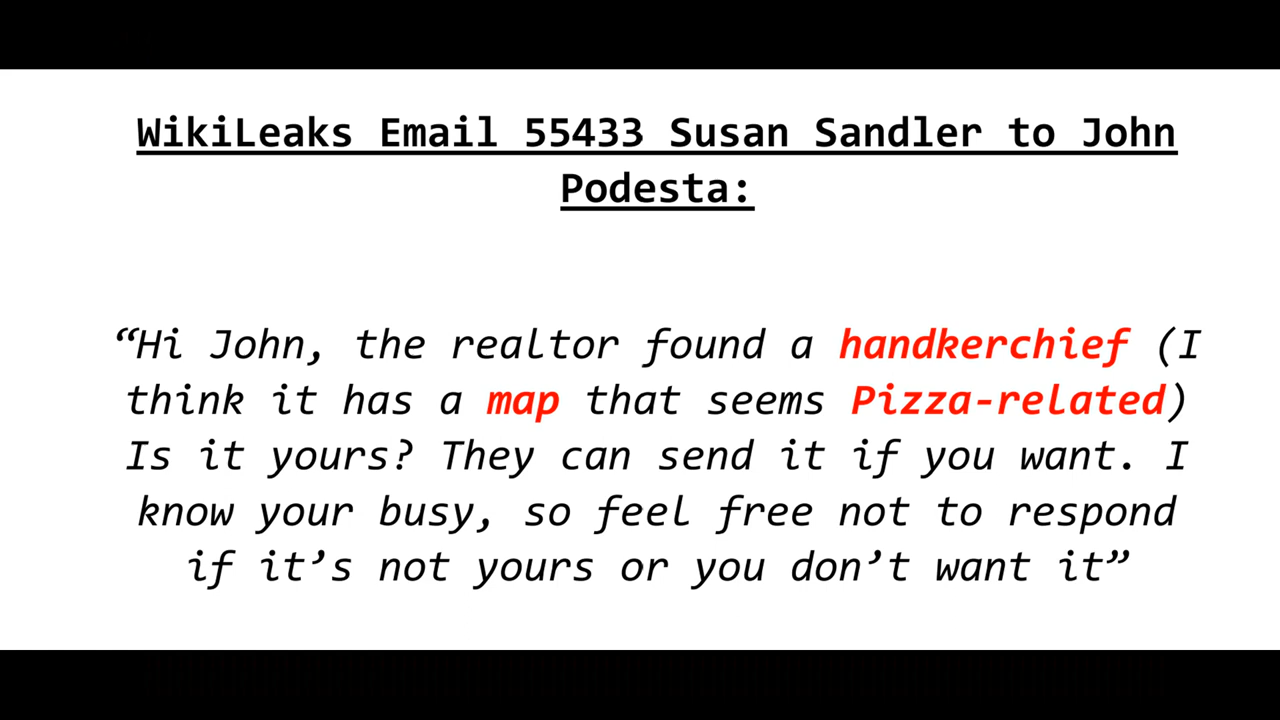 WikiLeaks Email 55433 Susan Sandler to John
Podesta:
“Hi John, the realtor found a handkerchief (I
think it has a map that seems Pizza-related)
Is it yours? They can send it if you want. I
know your busy, so feel free not to respond
if it’s not yours or you don’t want it”